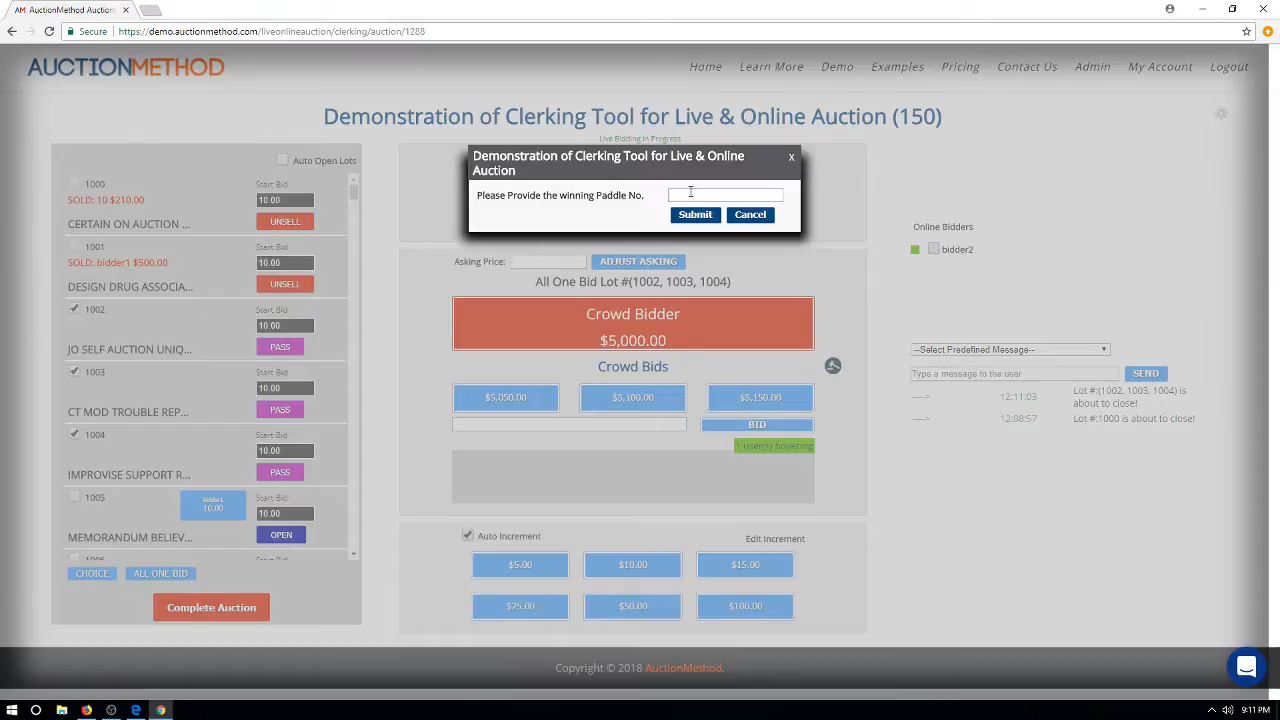 AM AuctionMethod Auction
Secure
https://demo.auctionmethod.com/liveonlineauction/clerking/auction/1288
AUCTIONMETHOD
Home
Learn More
Demo
Examples
Pricing
Contact Us
Admin
My Account
Logout
Demonstration of Clerking Tool for Live & Online Auction (150)
Live Bidding In Progress
Demonstration of Clerking Tool for Live & Online
Auction
X
Please Provide the winning Paddle No.
Submit
Cancel
Auto Open Lots
1000
Start Bid
SOLD: 10 $210.00
10.00
CERTAIN ON AUCTION ...
UNSELL
1001
Start Bid
SOLD: bidder1 $500.00
10.00
DESIGN DRUG ASSOCIA...
UNSELL
1002
Start Bid
10.00
JO SELF AUCTION UNIQ...
PASS
1003
Start Bid
10.00
CT MOD TROUBLE REP...
PASS
1004
Start Bid
10.00
IMPROVISE SUPPORT R...
PASS
1005
bidder1
10.00
Start Bid
10.00
MEMORANDUM BELIEV...
OPEN
Start Bid
CHOICE
ALL ONE BID
Complete Auction
Asking Price:
ADJUST ASKING
All One Bid Lot #(1002, 1003, 1004)
Crowd Bidder
$5,000.00
Crowd Bids
$5,050.00
$5,100.00
$5,150.00
BID
1 user(s) hovering
Auto Increment
Edit Increment
$5.00
$10.00
$15.00
$25.00
$50.00
$100.00
Online Bidders
bidder2
--Select Predefined Message--
Type a message to the user
SEND
---->
12:11:03
Lot #:(1002, 1003, 1004) is
about to close!
---->
12:08:57
Lot #:1000 is about to close!
Copyright © 2018 AuctionMethod.
9:11 PM